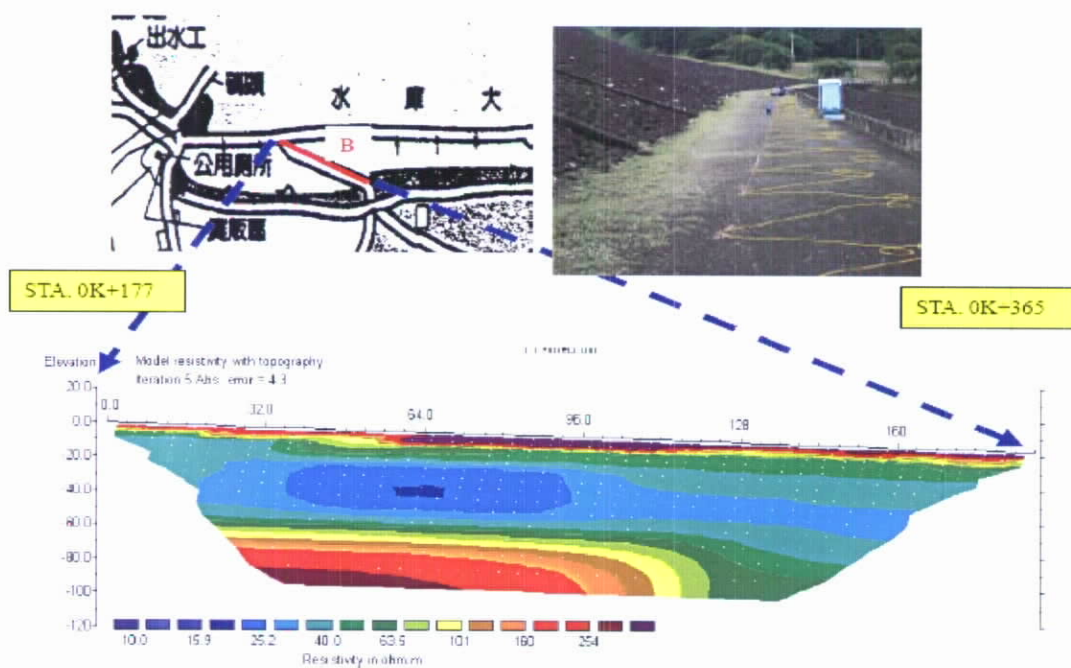 出水工
水 庫 大
B
公用廁所
STA. 0K+177
STA. 0K+365
Elevation
Model resistivity with topography
Iteration 5 Abs. error = 4.3
20.0
0.0
-20.0
-40.0
-60.0
-80.0
-100.
-120
0.0
32.0
64.0
96.0
128
160
10.0 15.9 25.2 40.0 63.5 101 160 254
Resistivity in ohm.m